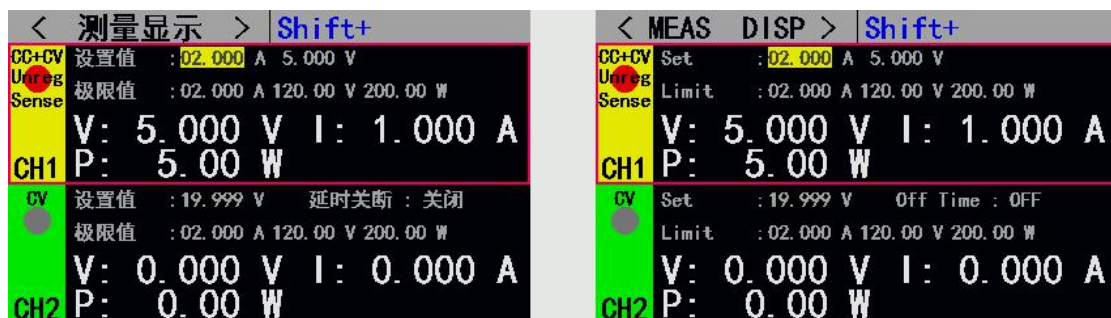 < 测量显示 > Shift+
CC+CV 设置值 :02.000 A 5.000 V
Unreg
Sense 极限值 :02.000 A 120.00 V 200.00 W
V: 5.000 V I: 1.000 A
CH1 P: 5.00 W
CV 设置值 :19.999 V 延时关断 : 关闭
极限值 :02.000 A 120.00 V 200.00 W
V: 0.000 V I: 0.000 A
CH2 P: 0.00 W
< MEAS DISP > Shift+
CC+CV Set :02.000 A 5.000 V
Unreg
Sense Limit :02.000 A 120.00 V 200.00 W
V: 5.000 V I: 1.000 A
CH1 P: 5.00 W
CV Set :19.999 V Off Time : OFF
Limit :02.000 A 120.00 V 200.00 W
V: 0.000 V I: 0.000 A
CH2 P: 0.00 W